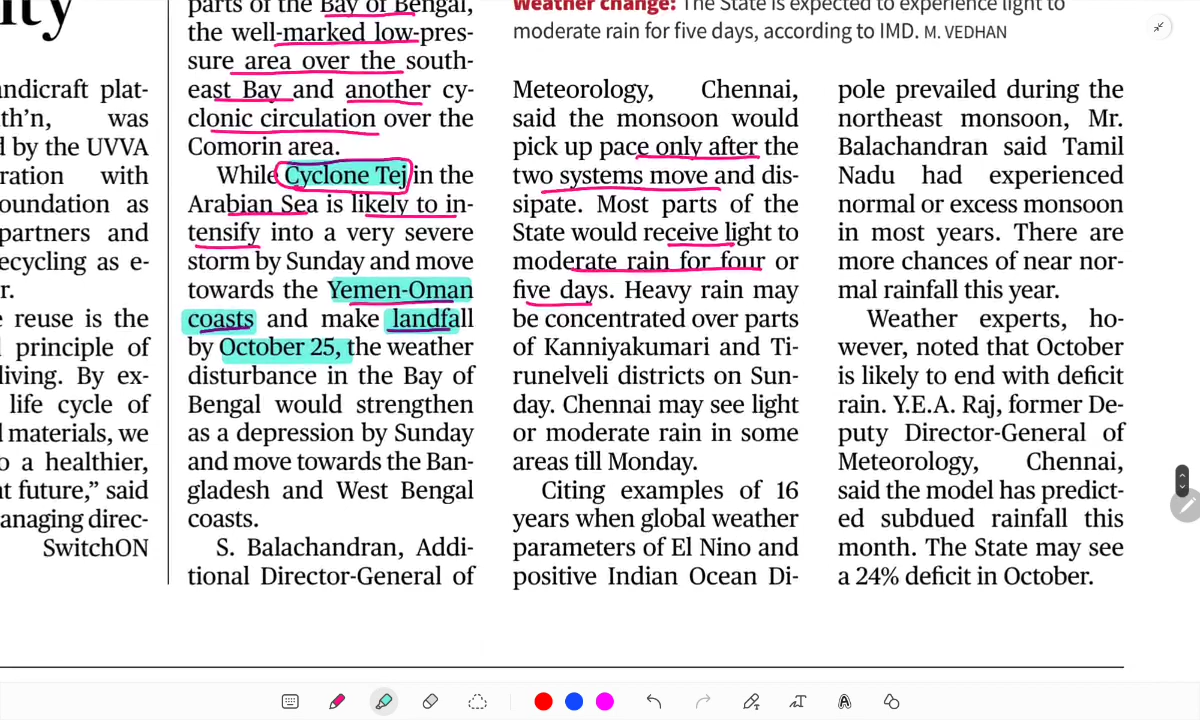 ity
andicraft plat-
th'n, was
d by the UVVA
ration with
oundation as
partners and
ecycling as e-
r.
e reuse is the
l principle of
living. By ex-
life cycle of
l materials, we
o a healthier,
at future,” said
anaging direc-
SwitchON
parts of the Bay of Bengal,
the well-marked low-pres-
sure area over the south-
east Bay and another cy-
clonic circulation over the
Comorin area.
While Cyclone Tej in the
Arabian Sea is likely to in-
tensify into a very severe
storm by Sunday and move
towards the Yemen-Oman
coasts and make landfall
by October 25, the weather
disturbance in the Bay of
Bengal would strengthen
as a depression by Sunday
and move towards the Ban-
gladesh and West Bengal
coasts.
S. Balachandran, Addi-
tional Director-General of
Weather change: The State is expected to experience light to
moderate rain for five days, according to IMD. M. VEDHAN
Meteorology, Chennai,
said the monsoon would
pick up pace only after the
two systems move and dis-
sipate. Most parts of the
State would receive light to
moderate rain for four or
five days. Heavy rain may
be concentrated over parts
of Kanniyakumari and Ti-
runelveli districts on Sun-
day. Chennai may see light
or moderate rain in some
areas till Monday.
Citing examples of 16
years when global weather
parameters of El Nino and
positive Indian Ocean Di-
pole prevailed during the
northeast monsoon, Mr.
Balachandran said Tamil
Nadu had experienced
normal or excess monsoon
in most years. There are
more chances of near nor-
mal rainfall this year.
Weather experts, ho-
wever, noted that October
is likely to end with deficit
rain. Y.E.A. Raj, former De-
puty Director-General of
Meteorology, Chennai,
said the model has predict-
ed subdued rainfall this
month. The State may see
a 24% deficit in October.